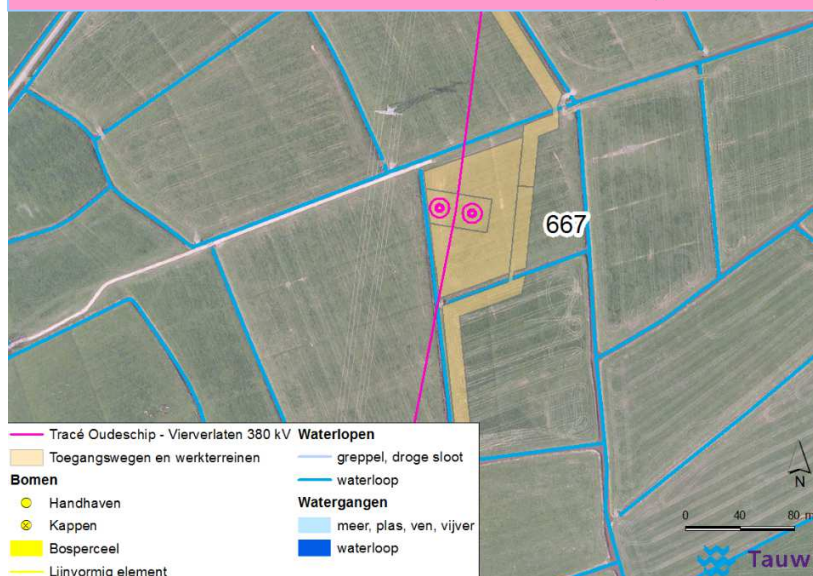 667
Tracé Oudeschip - Vierverlaten 380 kV
Toegangswegen en werkterreinen
Bomen
Handhaven
Kappen
Bosperceel
Lijnvormig element
Waterlopen
greppel, droge sloot
waterloop
Watergangen
meer, plas, ven, vijver
waterloop
N
0 40 80 m
Tauw